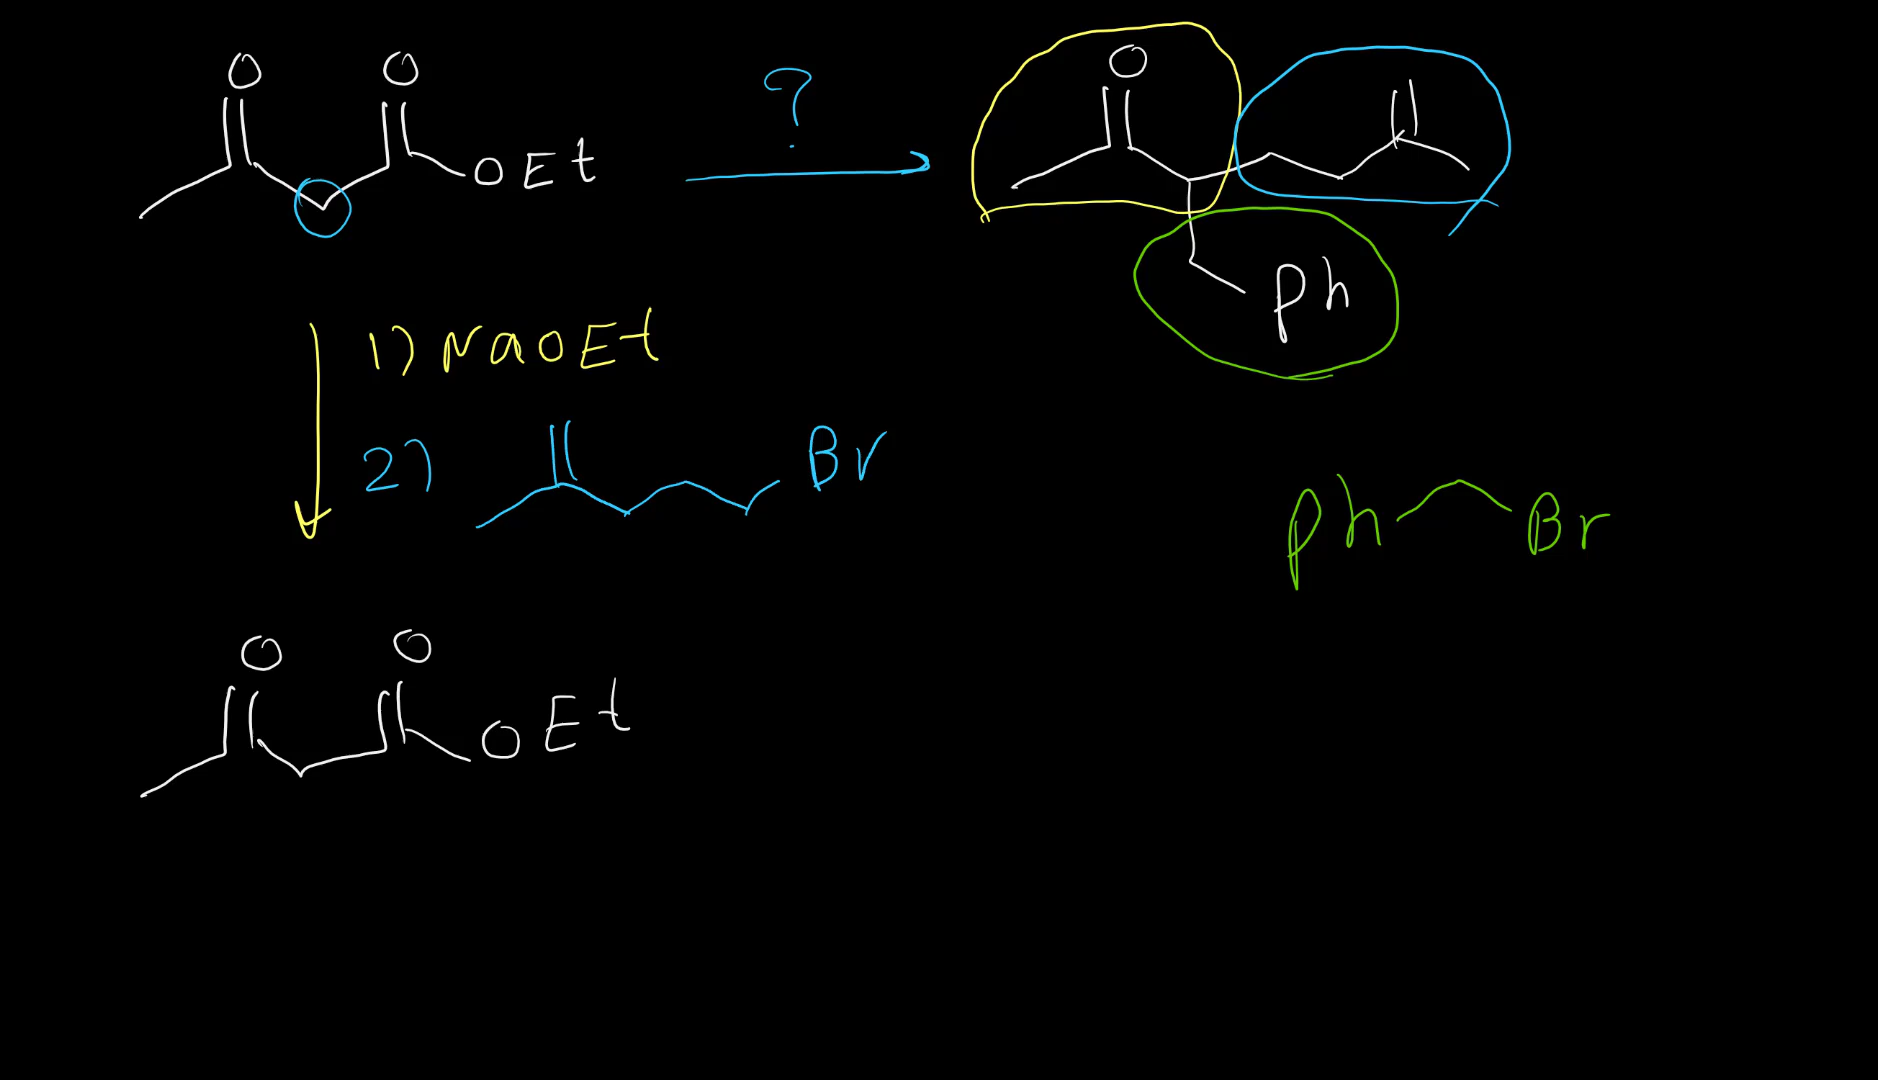 O O O
OEt ?
Ph
1) NaOEt
2) Br
Ph Br
O O
OEt